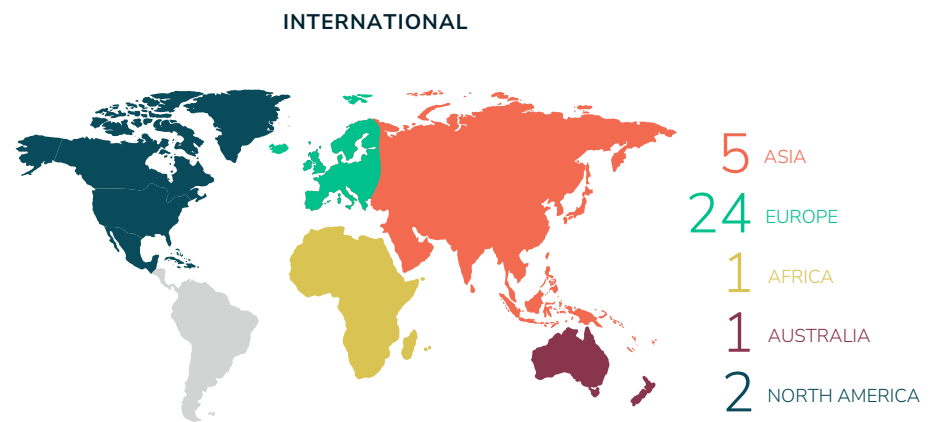 INTERNATIONAL
5 ASIA
24 EUROPE
1 AFRICA
1 AUSTRALIA
2 NORTH AMERICA